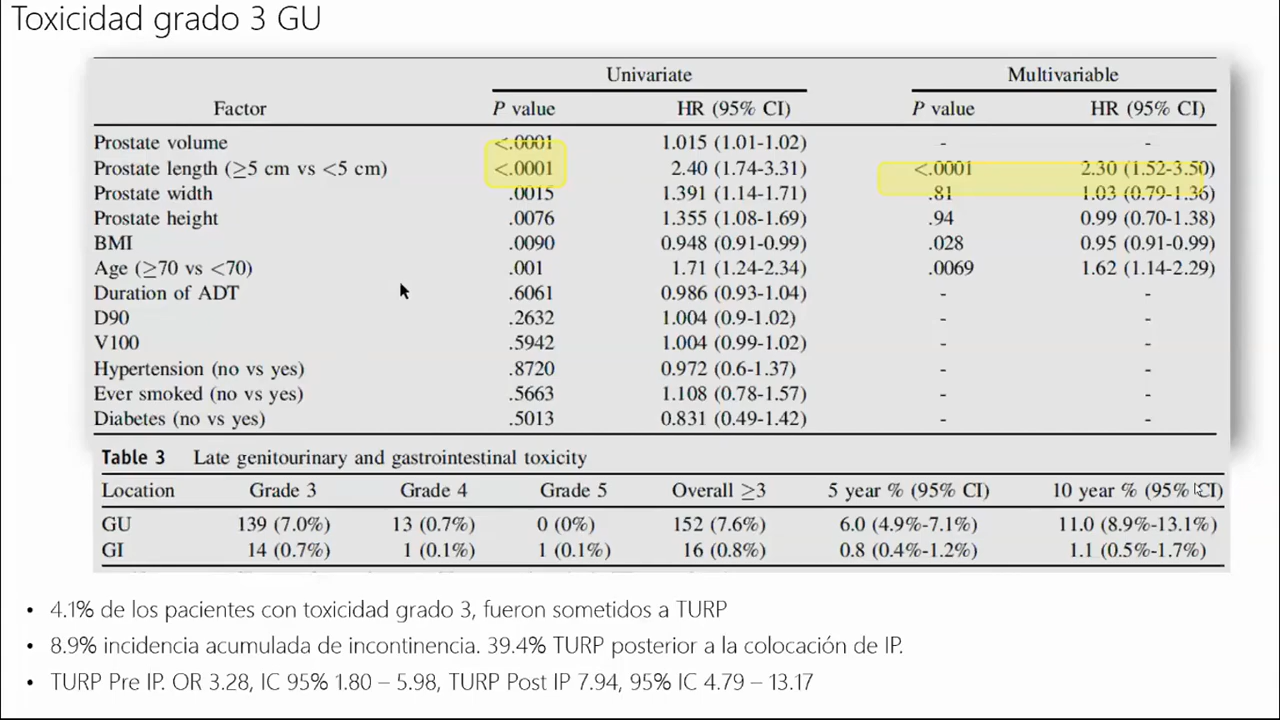 Toxicidad grado 3 GU
Univariate Multivariable
Factor P value HR (95% CI) P value HR (95% CI)
Prostate volume <.0001 1.015 (1.01-1.02) - -
Prostate length (≥5 cm vs <5 cm) <.0001 2.40 (1.74-3.31) <.0001 2.30 (1.52-3.50)
Prostate width .0015 1.391 (1.14-1.71) .81 1.03 (0.79-1.36)
Prostate height .0076 1.355 (1.08-1.69) .94 0.99 (0.70-1.38)
BMI .0090 0.948 (0.91-0.99) .028 0.95 (0.91-0.99)
Age (≥70 vs <70) .001 1.71 (1.24-2.34) .0069 1.62 (1.14-2.29)
Duration of ADT .6061 0.986 (0.93-1.04) - -
D90 .2632 1.004 (0.9-1.02) - -
V100 .5942 1.004 (0.99-1.02) - -
Hypertension (no vs yes) .8720 0.972 (0.6-1.37) - -
Ever smoked (no vs yes) .5663 1.108 (0.78-1.57) - -
Diabetes (no vs yes) .5013 0.831 (0.49-1.42) - -
Table 3 Late genitourinary and gastrointestinal toxicity
Location Grade 3 Grade 4 Grade 5 Overall ≥3 5 year % (95% CI) 10 year % (95% CI)
GU 139 (7.0%) 13 (0.7%) 0 (0%) 152 (7.6%) 6.0 (4.9%-7.1%) 11.0 (8.9%-13.1%)
GI 14 (0.7%) 1 (0.1%) 1 (0.1%) 16 (0.8%) 0.8 (0.4%-1.2%) 1.1 (0.5%-1.7%)
• 4.1% de los pacientes con toxicidad grado 3, fueron sometidos a TURP
• 8.9% incidencia acumulada de incontinencia. 39.4% TURP posterior a la colocación de IP.
• TURP Pre IP. OR 3.28, IC 95% 1.80 – 5.98, TURP Post IP 7.94, 95% IC 4.79 – 13.17